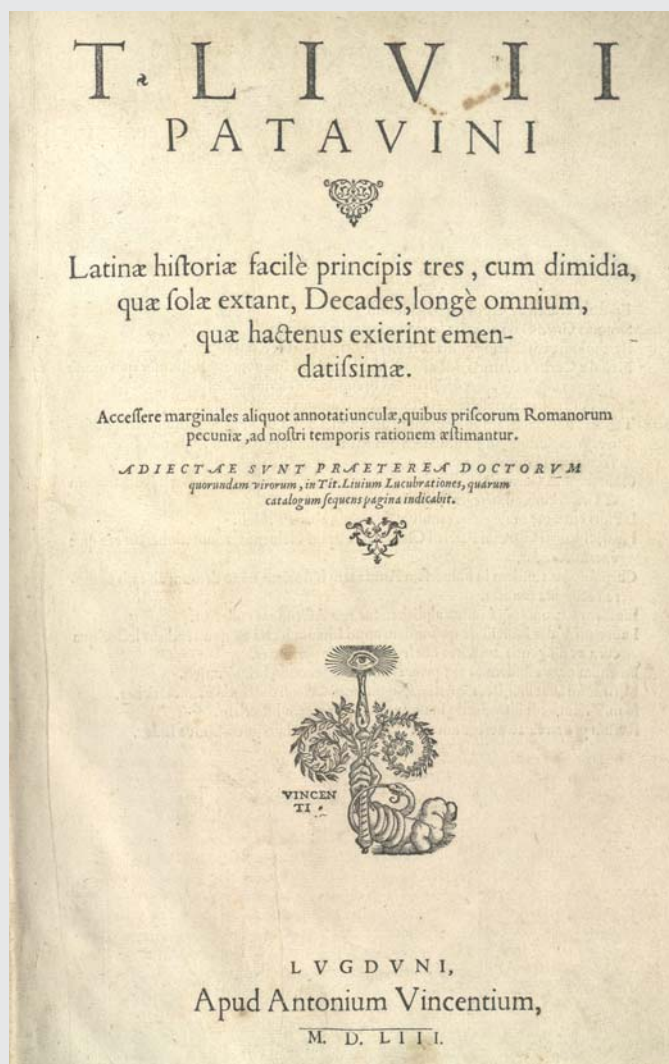 T. LIVII
PATAVINI
Latinæ hiſtoriæ facilè principis tres, cum dimidia,
quæ ſolæ extant, Decades, longè omnium,
quæ hactenus exierint emen-
datiſsimæ.
Acceſſere marginales aliquot annotatiunculæ, quibus priſcorum Romanorum
pecuniæ, ad noſtri temporis rationem æſtimantur.
ADIECTAE SVNT PRAETEREA DOCTORVM
quorundam virorum, in Tit. Liuium Lucubrationes, quarum
catalogum ſequens pagina indicabit.
VINCEN
TI.
LVGDVNI,
Apud Antonium Vincentium,
M. D. LIII.